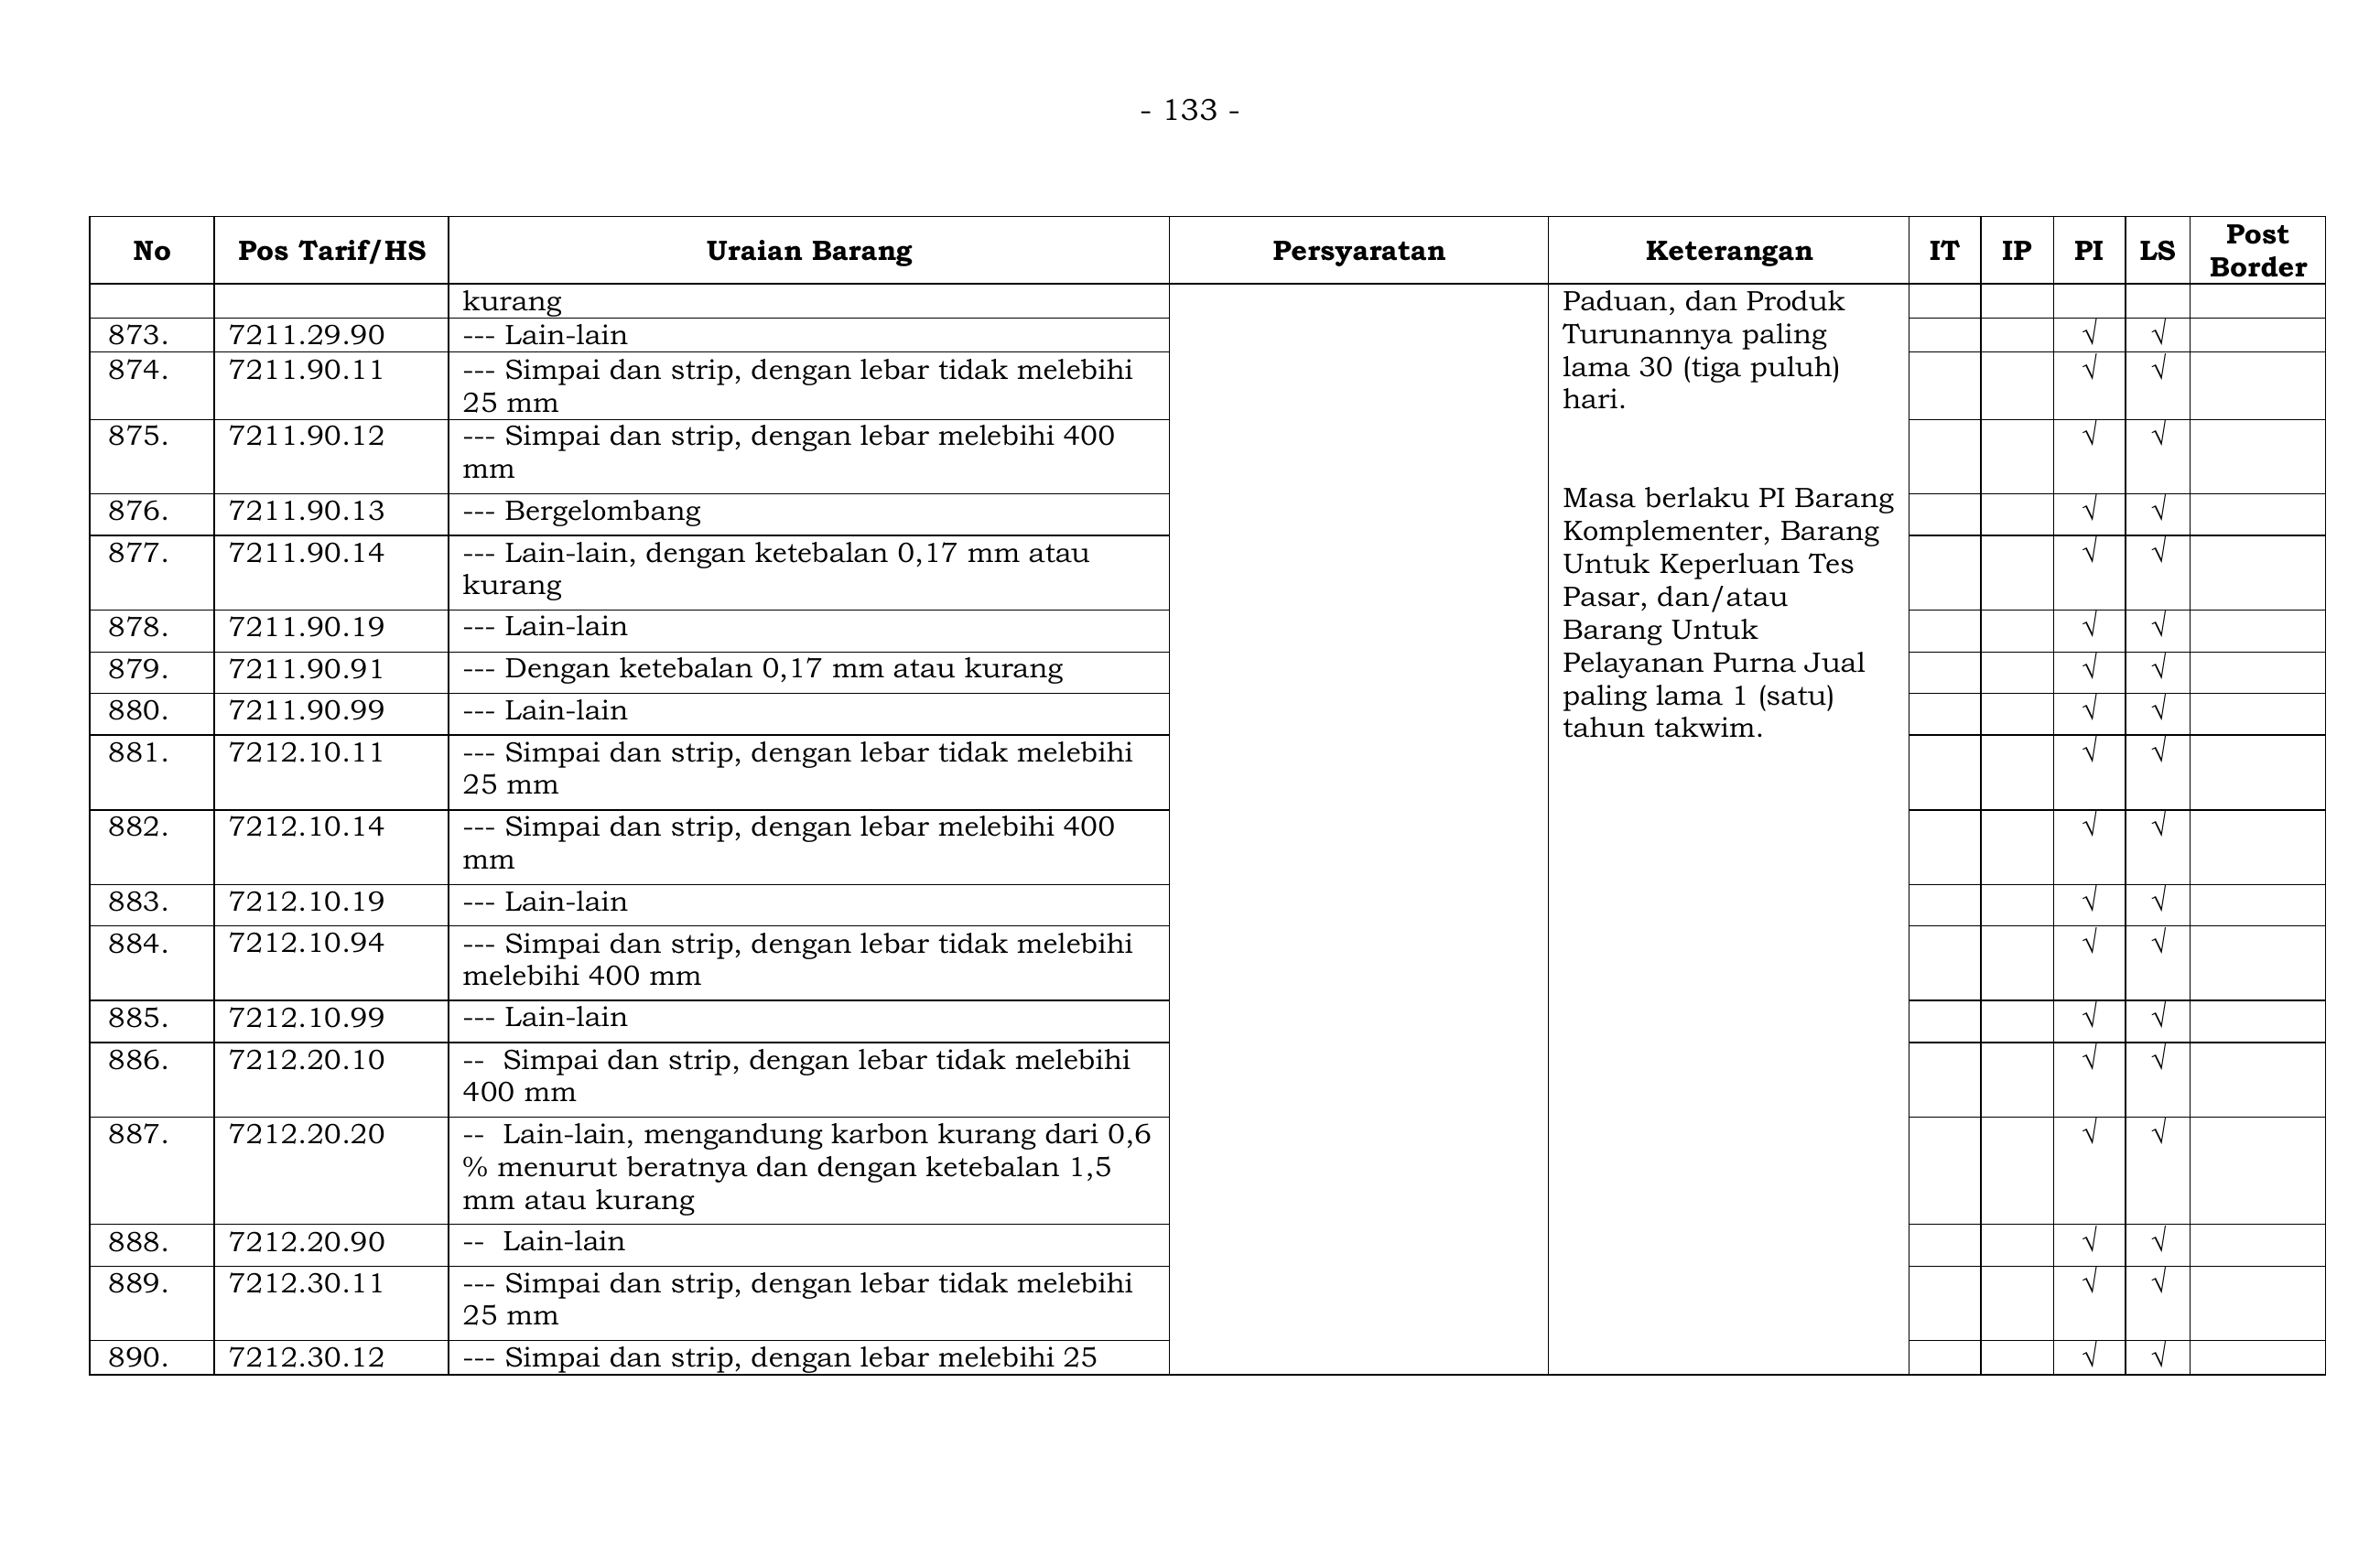 - 133 -
No Pos Tarif/HS Uraian Barang Persyaratan Keterangan IT IP PI LS Post Border
kurang
873. 7211.29.90 --- Lain-lain √ √
874. 7211.90.11 --- Simpai dan strip, dengan lebar tidak melebihi √ √
25 mm
875. 7211.90.12 --- Simpai dan strip, dengan lebar melebihi 400 √ √
mm
876. 7211.90.13 --- Bergelombang √ √
877. 7211.90.14 --- Lain-lain, dengan ketebalan 0,17 mm atau √ √
kurang
878. 7211.90.19 --- Lain-lain √ √
879. 7211.90.91 --- Dengan ketebalan 0,17 mm atau kurang √ √
880. 7211.90.99 --- Lain-lain √ √
881. 7212.10.11 --- Simpai dan strip, dengan lebar tidak melebihi √ √
25 mm
882. 7212.10.14 --- Simpai dan strip, dengan lebar melebihi 400 √ √
mm
883. 7212.10.19 --- Lain-lain √ √
884. 7212.10.94 --- Simpai dan strip, dengan lebar tidak melebihi √ √
melebihi 400 mm
885. 7212.10.99 --- Lain-lain √ √
886. 7212.20.10 -- Simpai dan strip, dengan lebar tidak melebihi √ √
400 mm
887. 7212.20.20 -- Lain-lain, mengandung karbon kurang dari 0,6 √ √
% menurut beratnya dan dengan ketebalan 1,5
mm atau kurang
888. 7212.20.90 -- Lain-lain √ √
889. 7212.30.11 --- Simpai dan strip, dengan lebar tidak melebihi √ √
25 mm
890. 7212.30.12 --- Simpai dan strip, dengan lebar melebihi 25 √ √
Paduan, dan Produk
Turunannya paling
lama 30 (tiga puluh)
hari.
Masa berlaku PI Barang
Komplementer, Barang
Untuk Keperluan Tes
Pasar, dan/atau
Barang Untuk
Pelayanan Purna Jual
paling lama 1 (satu)
tahun takwim.